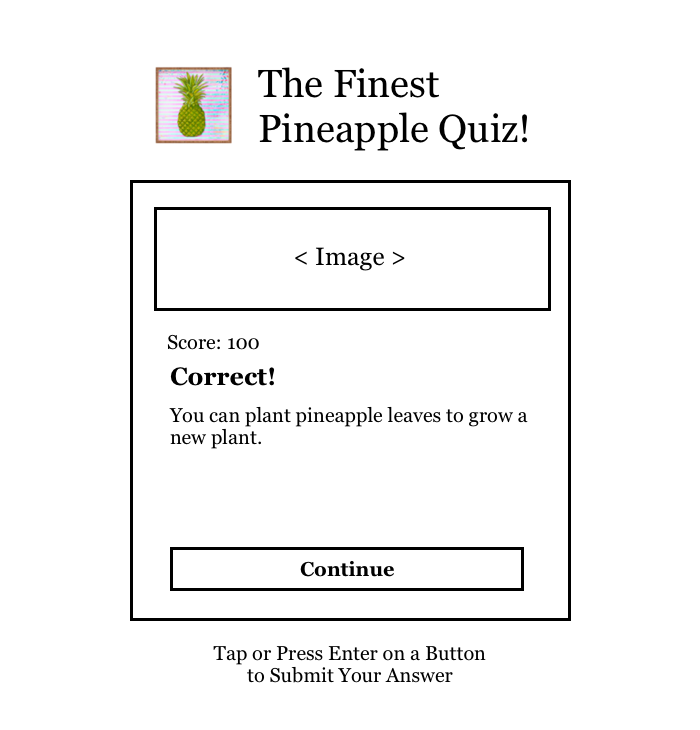 The Finest
Pineapple Quiz!
< Image >
Score: 100
Correct!
You can plant pineapple leaves to grow a
new plant.
Continue
Tap or Press Enter on a Button
to Submit Your Answer